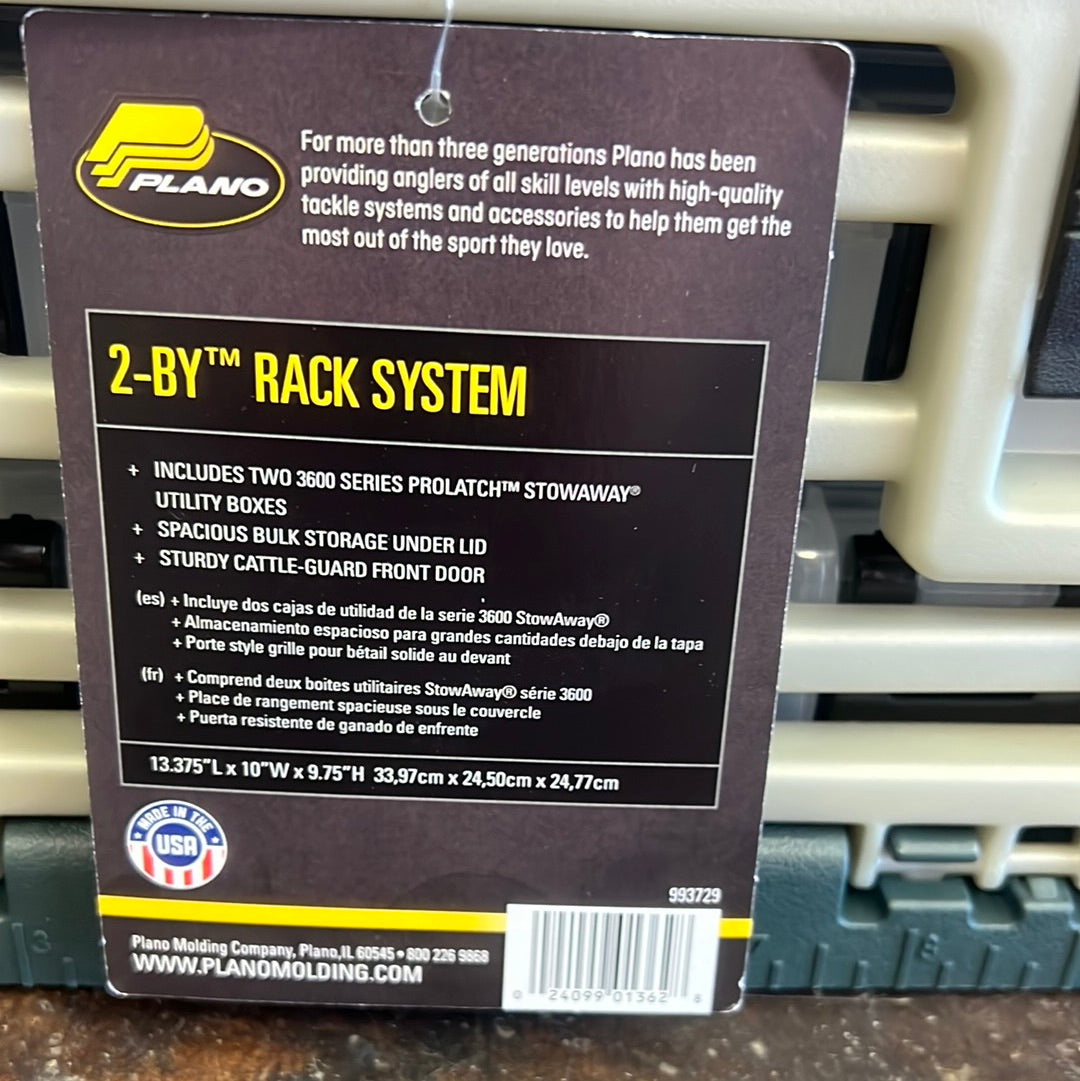 PLANO
For more than three generations Plano has been
providing anglers of all skill levels with high-quality
tackle systems and accessories to help them get the
most out of the sport they love.
2-BY™ RACK SYSTEM
+ INCLUDES TWO 3600 SERIES PROLATCH™ STOWAWAY®
UTILITY BOXES
+ SPACIOUS BULK STORAGE UNDER LID
+ STURDY CATTLE-GUARD FRONT DOOR
(es) + Incluye dos cajas de utilidad de la serie 3600 StowAway®
+ Almacenamiento espacioso para grandes cantidades debajo de la tapa
+ Porte style grille pour bétail solide au devant
(fr) + Comprend deux boites utilitaires StowAway® série 3600
+ Place de rangement spacieuse sous le couvercle
+ Puerta resistente de ganado de enfrente
13.375"L x 10"W x 9.75"H 33,97cm x 24,50cm x 24,77cm
MADE IN THE
USA
993729
Plano Molding Company, Plano, IL 60545 • 800 226 9868
WWW.PLANOMOLDING.COM
0 24099 01362 8
3
8